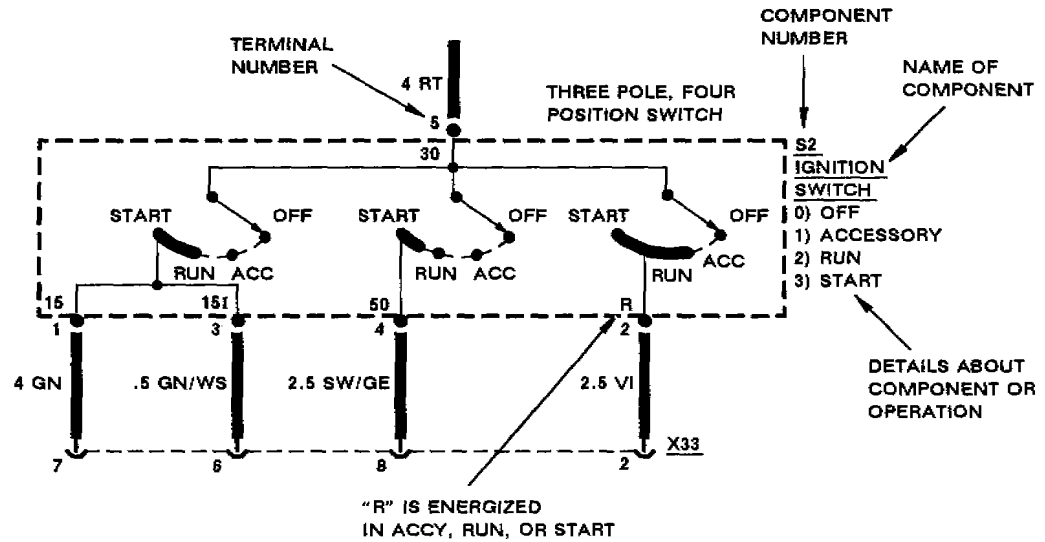 COMPONENT
NUMBER
TERMINAL
NUMBER
NAME OF
COMPONENT
4 RT
THREE POLE, FOUR
POSITION SWITCH
5
30
S2
IGNITION
SWITCH
0) OFF
1) ACCESSORY
2) RUN
3) START
START OFF START OFF START OFF
RUN ACC RUN ACC RUN ACC
15 15I 50 R
1 3 4 2
4 GN .5 GN/WS 2.5 SW/GE 2.5 VI
DETAILS ABOUT
COMPONENT OR
OPERATION
7 6 8 2 X33
"R" IS ENERGIZED
IN ACCY, RUN, OR START